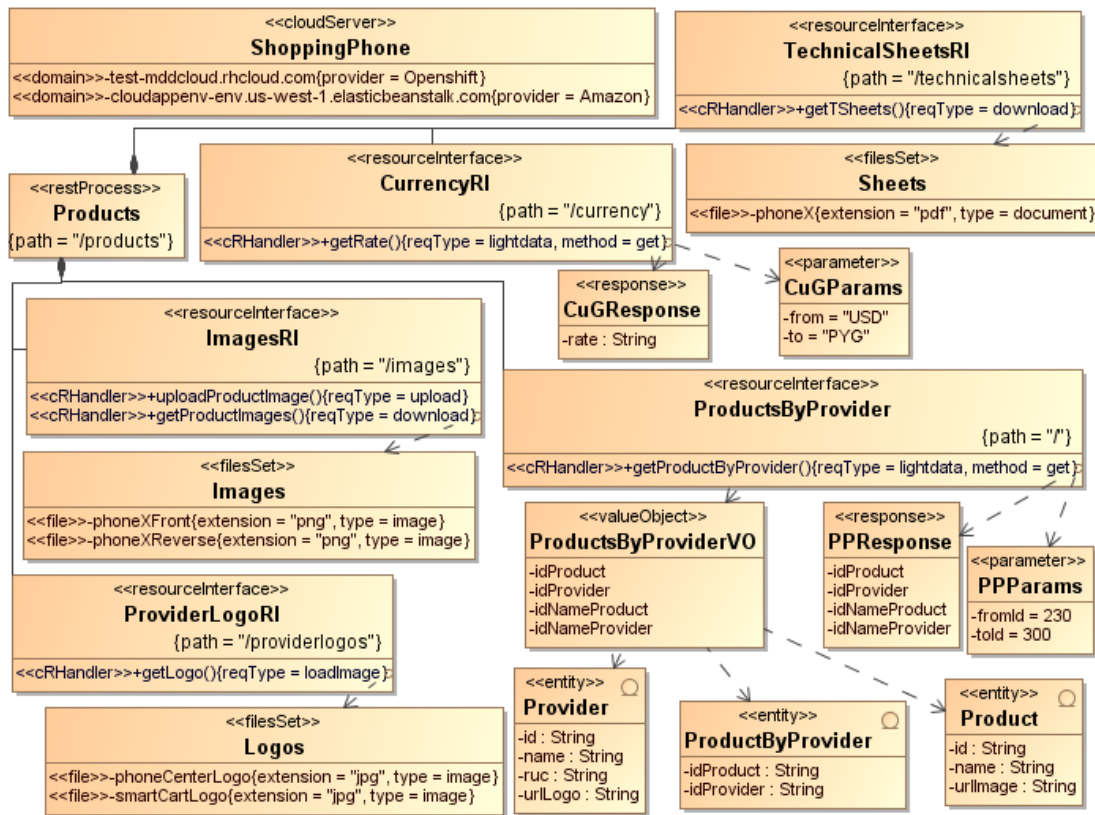 <<cloudServer>>
ShoppingPhone
<<domain>>-test-mddcloud.rhcloud.com{provider = Openshift}
<<domain>>-cloudappenv-env.us-west-1.elasticbeanstalk.com{provider = Amazon}
<<resourceInterface>>
TechnicalSheetsRI
{path = "/technicalsheets"}
<<cRHandler>>+getTSheets(){reqType = download}
<<restProcess>>
Products
{path = "/products"}
<<resourceInterface>>
CurrencyRI
{path = "/currency"}
<<cRHandler>>+getRate(){reqType = lightdata, method = get}
<<filesSet>>
Sheets
<<file>>-phoneX{extension = "pdf", type = document}
<<response>>
CuGResponse
-rate : String
<<parameter>>
CuGParams
-from = "USD"
-to = "PYG"
<<resourceInterface>>
ImagesRI
{path = "/images"}
<<cRHandler>>+uploadProductImage(){reqType = upload}
<<cRHandler>>+getProductImages(){reqType = download}
<<resourceInterface>>
ProductsByProvider
{path = "/"}
<<cRHandler>>+getProductByProvider(){reqType = lightdata, method = get}
<<filesSet>>
Images
<<file>>-phoneXFront{extension = "png", type = image}
<<file>>-phoneXReverse{extension = "png", type = image}
<<valueObject>>
ProductsByProviderVO
-idProduct
-idProvider
-idNameProduct
-idNameProvider
<<response>>
PPResponse
-idProduct
-idProvider
-idNameProduct
-idNameProvider
<<parameter>>
PPParams
-fromId = 230
-toId = 300
<<resourceInterface>>
ProviderLogoRI
{path = "/providerlogos"}
<<cRHandler>>+getLogo(){reqType = loadImage}
<<filesSet>>
Logos
<<file>>-phoneCenterLogo{extension = "jpg", type = image}
<<file>>-smartCartLogo{extension = "jpg", type = image}
<<entity>>
Provider
-id : String
-name : String
-ruc : String
-urlLogo : String
<<entity>>
ProductByProvider
-idProduct : String
-idProvider : String
<<entity>>
Product
-id : String
-name : String
-urlImage : String